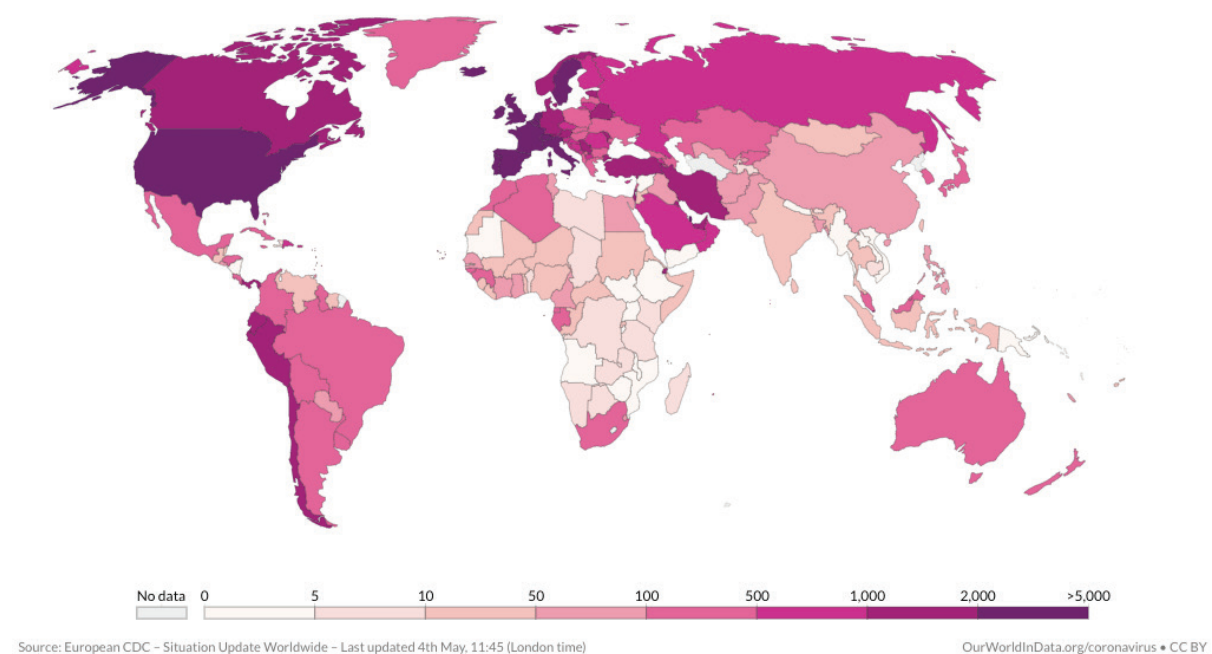 No data 0 5 10 50 100 500 1,000 2,000 >5,000
Source: European CDC – Situation Update Worldwide – Last updated 4th May, 11:45 (London time) OurWorldInData.org/coronavirus • CC BY